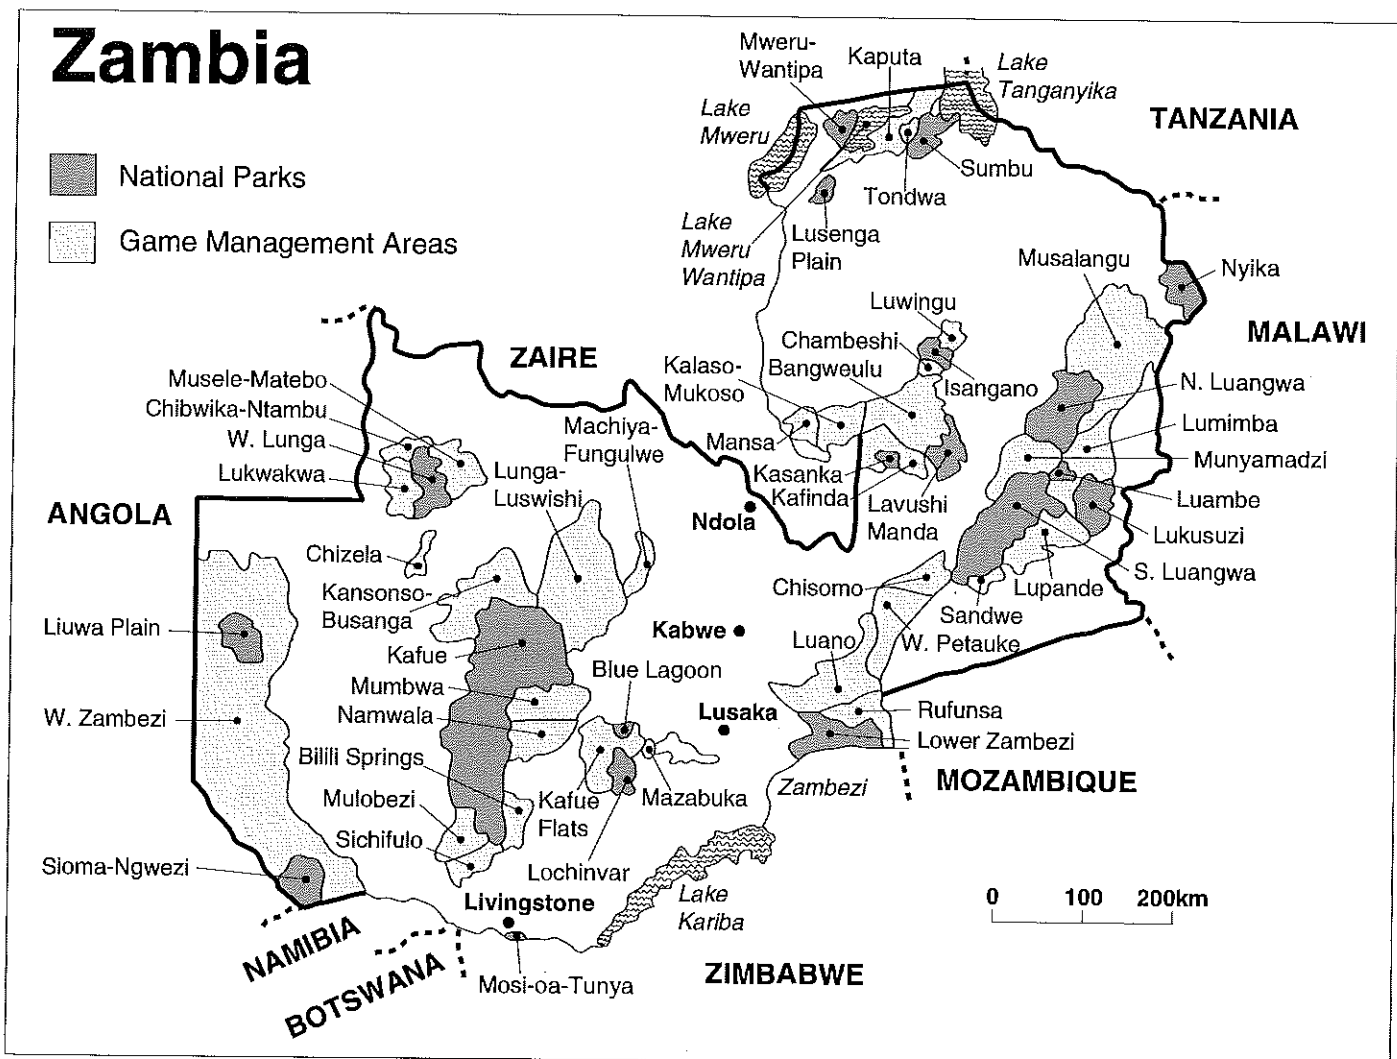 Zambia
National Parks
Game Management Areas
Mweru-
Wantipa
Kaputa
Lake
Tanganyika
Lake
Mweru
TANZANIA
Sumbu
Tondwa
Lake
Mweru
Wantipa
Lusenga
Plain
Musalangu
Nyika
Luwingu
MALAWI
Chambeshi
Bangweulu
Isangano
Kalaso-
Mukoso
N. Luangwa
ZAIRE
Musele-Matebo
Chibwika-Ntambu
W. Lunga
Lukwakwa
Machiya-
Fungulwe
Mansa
Lumimba
Munyamadzi
Kasanka
Kafinda
Lunga-
Luswishi
Luambe
Lavushi
Manda
ANGOLA
Ndola
Lukusuzi
Chizela
S. Luangwa
Kansonso-
Busanga
Chisomo
Lupande
Sandwe
Liuwa Plain
Kabwe
W. Petauke
Luano
Kafue
Blue Lagoon
Mumbwa
Namwala
W. Zambezi
Lusaka
Rufunsa
Lower Zambezi
Bilili Springs
MOZAMBIQUE
Zambezi
Mulobezi
Kafue
Flats
Mazabuka
Sichifulo
Sioma-Ngwezi
Lochinvar
Livingstone
Lake
Kariba
0 100 200km
NAMIBIA
BOTSWANA
Mosi-oa-Tunya
ZIMBABWE